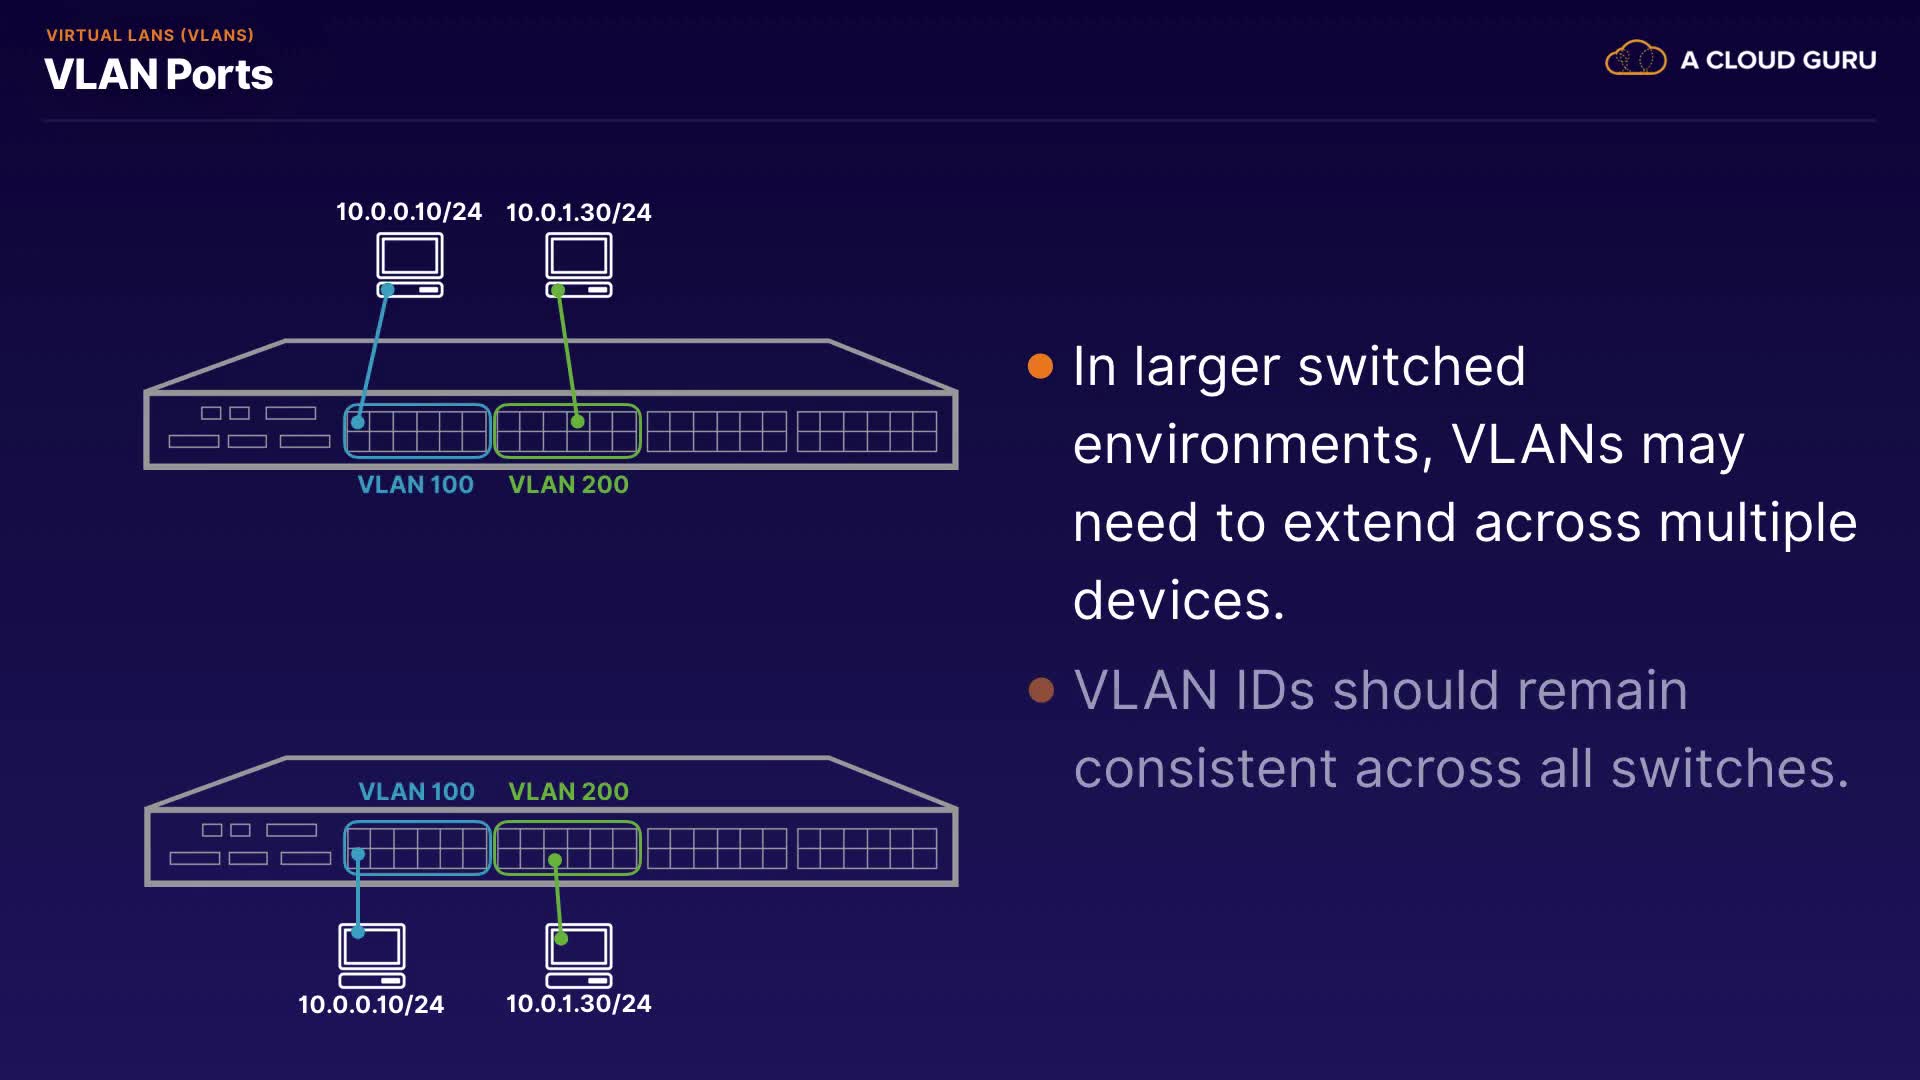 VIRTUAL LANS (VLANS)
VLAN Ports
A CLOUD GURU
10.0.0.10/24 10.0.1.30/24
VLAN 100 VLAN 200
In larger switched
environments, VLANs may
need to extend across multiple
devices.
VLAN IDs should remain
consistent across all switches.
VLAN 100 VLAN 200
10.0.0.10/24 10.0.1.30/24